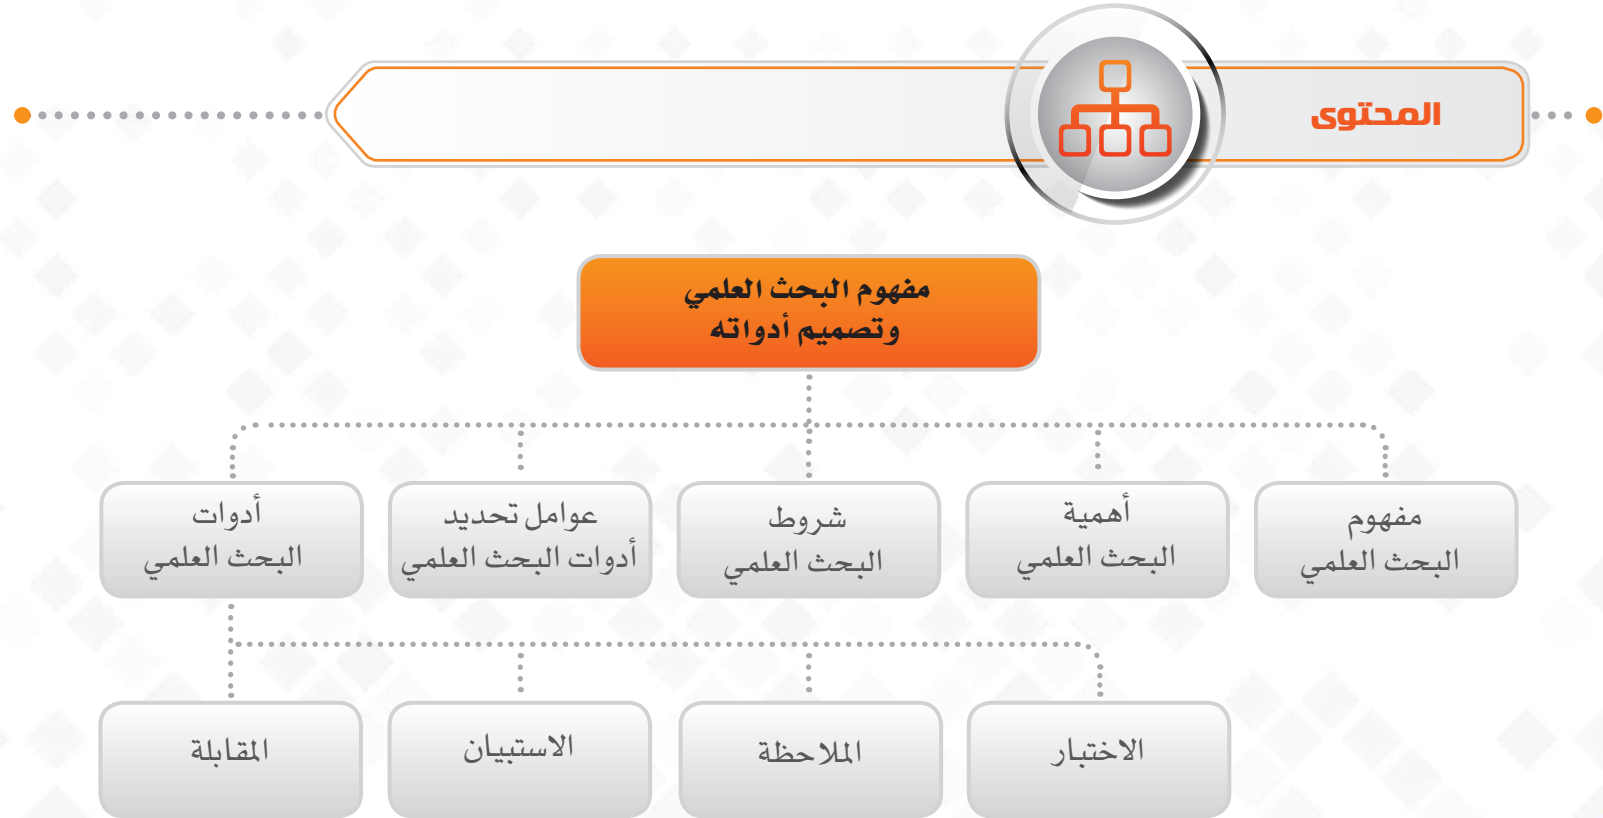 المحتوى
مفهوم البحث العلمي
وتصميم أدواته
مفهوم
البحث العلمي
أهمية
البحث العلمي
شروط
البحث العلمي
عوامل تحديد
أدوات البحث العلمي
أدوات
البحث العلمي
الاختبار
الملاحظة
الاستبيان
المقابلة